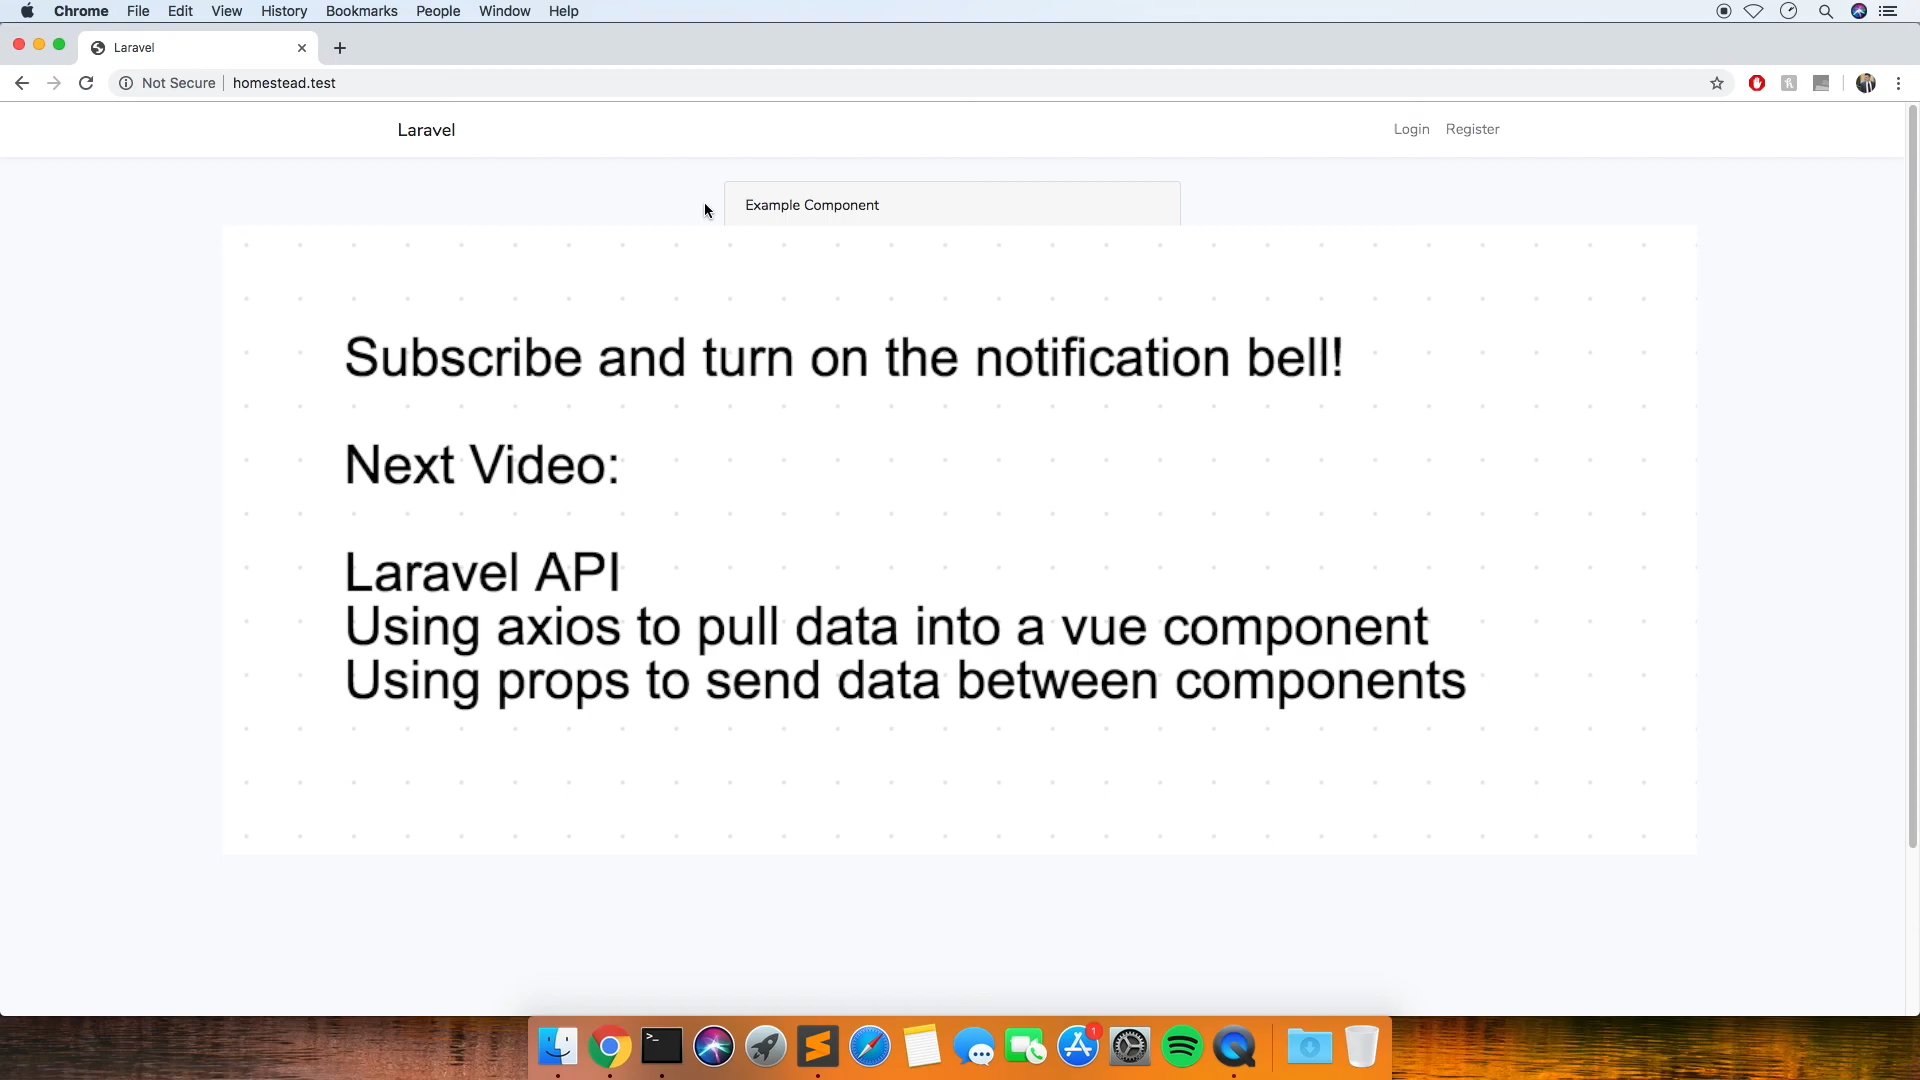 Chrome File Edit View History Bookmarks People Window Help
Laravel
Not Secure homestead.test
Laravel Login Register
Example Component
Subscribe and turn on the notification bell!
Next Video:
Laravel API
Using axios to pull data into a vue component
Using props to send data between components
1